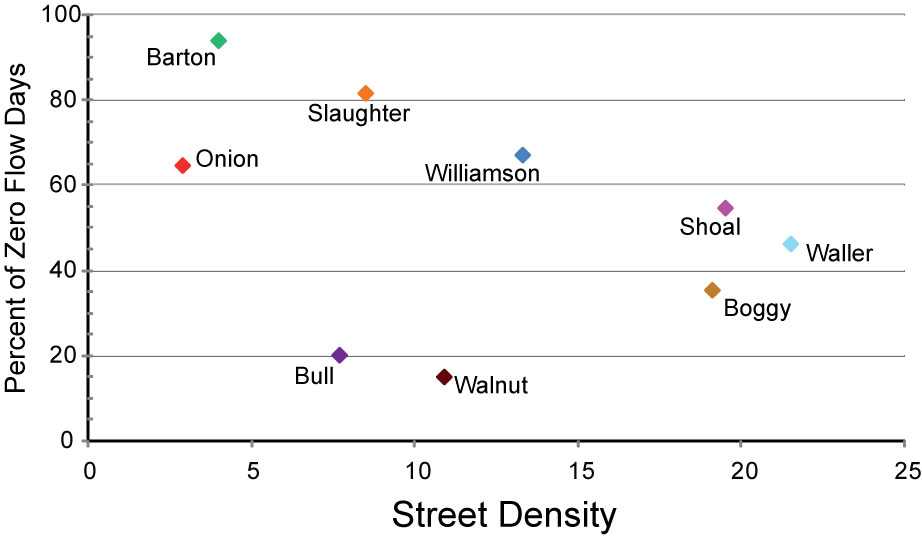 Percent of Zero Flow Days
100
80
60
40
20
0
Barton
Slaughter
Onion
Williamson
Shoal
Waller
Boggy
Bull
Walnut
0
5
10
15
20
25
Street Density